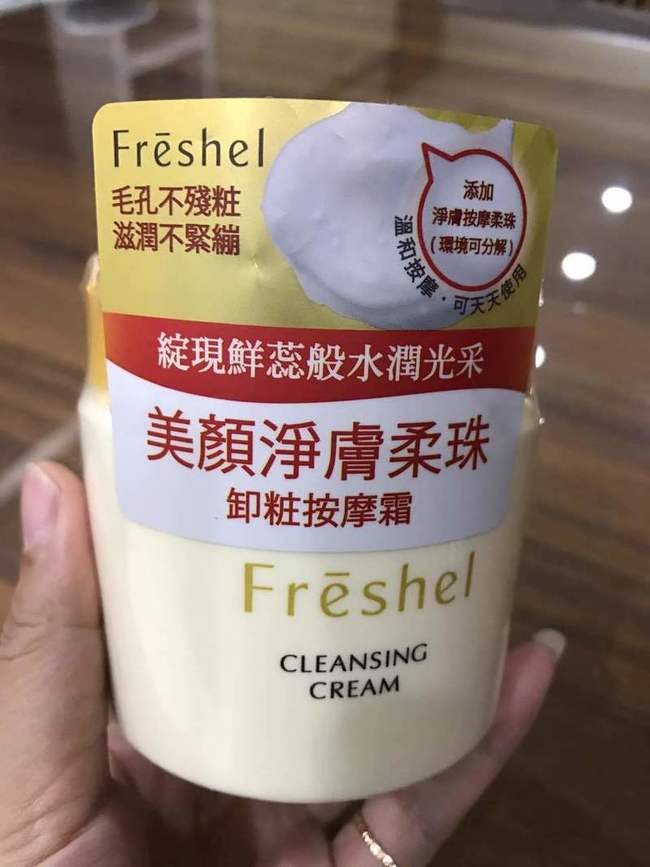 Frēshel
毛孔不殘粧
滋潤不緊繃
添加
淨膚按摩柔珠
(環境可分解)
溫和按摩・可天天使用
綻現鮮蕊般水潤光采
美顏淨膚柔珠
卸粧按摩霜
Frēshel
CLEANSING
CREAM